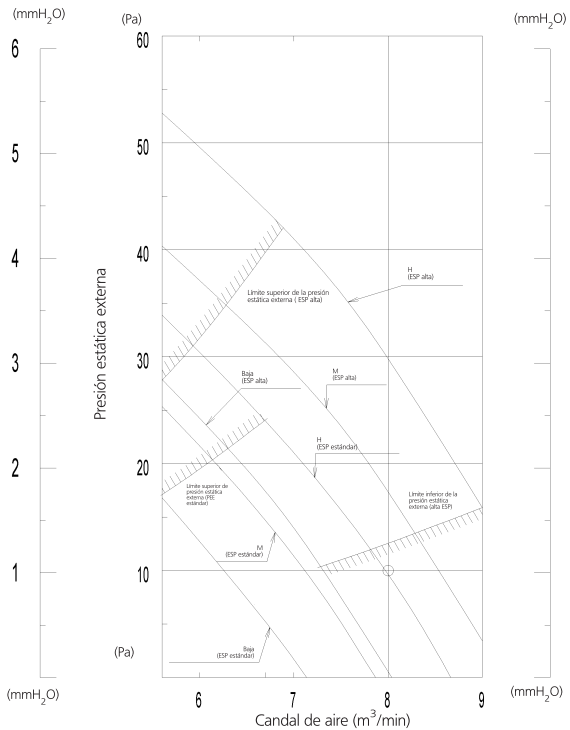 (mmH₂O)
(Pa)
(mmH₂O)
6
60
5
50
4
40
3
30
2
20
1
10
Presión estática externa
H
(ESP alta)
Límite superior de la presión
estática externa ( ESP alta)
Baja
(ESP alta)
M
(ESP alta)
H
(ESP estándar)
Límite superior de
presión estática
externa (PEE
estándar)
Límite inferior de la
presión estática
externa (alta ESP)
M
(ESP estándar)
Baja
(ESP estándar)
(Pa)
(mmH₂O)
(mmH₂O)
6
7
8
9
Candal de aire (m³/min)